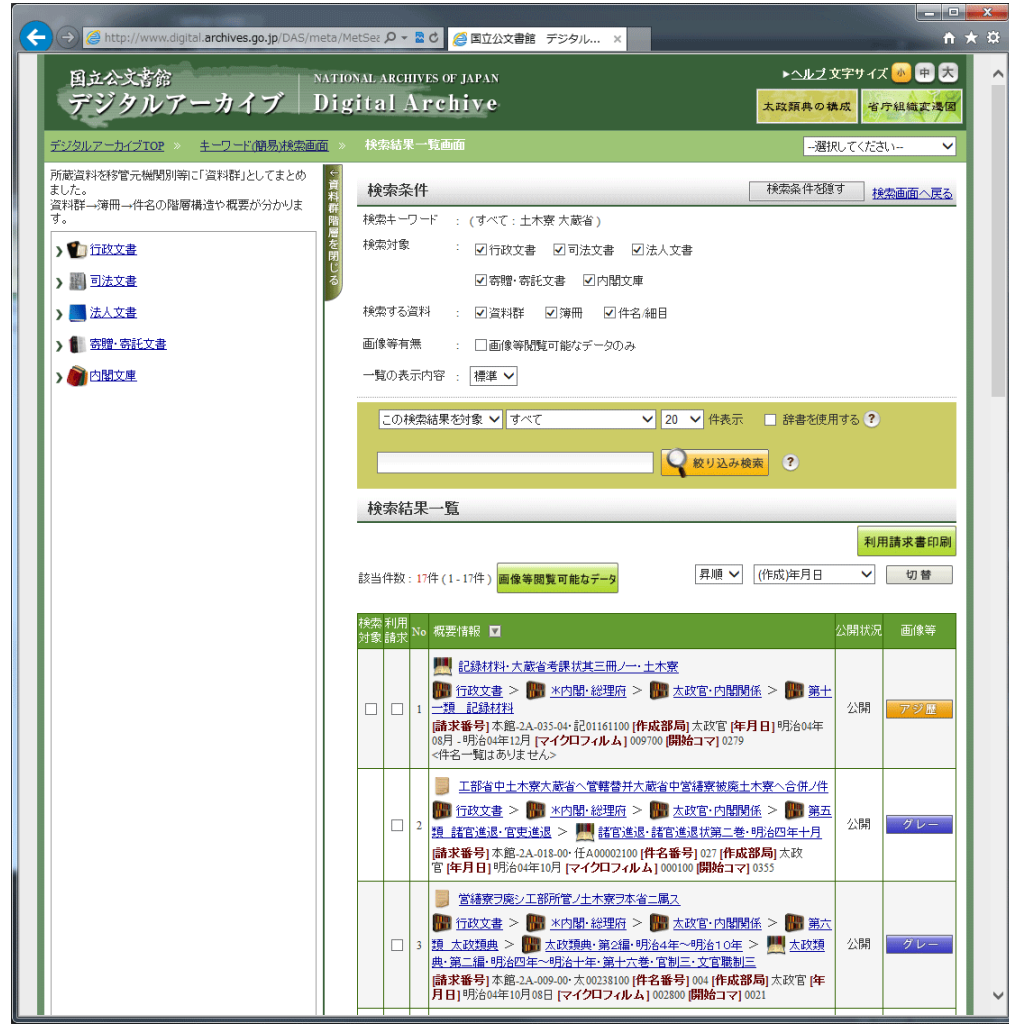 http://www.digital.archives.go.jp/DAS/meta/MetSea
国立公文書館 デジタル... ×
国立公文書館
デジタルアーカイブ
NATIONAL ARCHIVES OF JAPAN
Digital Archive
▶ヘルプ 文字サイズ 小 中 大
太政類典の構成 省庁組織変遷図
デジタルアーカイブTOP » キーワード(簡易)検索画面 » 検索結果一覧画面
--選択してください--
所蔵資料を移管元機関別等に「資料群」としてまとめ
ました。
資料群→簿冊→件名の階層構造や概要が分かりま
す。
行政文書
司法文書
法人文書
寄贈・寄託文書
内閣文庫
←資料群階層を閉じる
検索条件 検索条件を隠す 検索画面へ戻る
検索キーワード : (すべて : 土木寮 大蔵省 )
検索対象 : 行政文書 司法文書 法人文書
寄贈・寄託文書 内閣文庫
検索する資料 : 資料群 簿冊 件名/細目
画像等有無 : 画像等閲覧可能なデータのみ
一覧の表示内容 : 標準
この検索結果を対象 すべて 20 件表示 辞書を使用する ?
絞り込み検索 ?
検索結果一覧
利用請求書印刷
該当件数 : 17件 ( 1 - 17件 ) 画像等閲覧可能なデータ 昇順 (作成)年月日 切替
検索対象 利用請求 No 概要情報 公開状況 画像等
記録材料・大蔵省考課状其三冊ノ一・土木寮
行政文書 > *内閣・総理府 > 太政官・内閣関係 > 第十
1 一類 記録材料 公開 アジ歴
[請求番号] 本館-2A-035-04・記01161100 [作成部局] 太政官 [年月日] 明治04年
08月 - 明治04年12月 [マイクロフィルム] 009700 [開始コマ] 0279
<件名一覧はありません>
工部省中土木寮大蔵省へ管轄替并大蔵省中営繕寮被廃土木寮へ合併ノ件
行政文書 > *内閣・総理府 > 太政官・内閣関係 > 第五
2 類 諸官進退・官吏進退 > 諸官進退・諸官進退状第二巻・明治四年十月 公開 グレー
[請求番号] 本館-2A-018-00・任A00002100 [件名番号] 027 [作成部局] 太政
官 [年月日] 明治04年10月 [マイクロフィルム] 000100 [開始コマ] 0355
営繕寮ヲ廃シ工部所管ノ土木寮ヲ本省ニ属ス
行政文書 > *内閣・総理府 > 太政官・内閣関係 > 第六
3 類 太政類典 > 太政類典・第2編・明治4年~明治10年 > 太政類 公開 グレー
典・第二編・明治四年~明治十年・第十六巻・官制三・文官職制三
[請求番号] 本館-2A-009-00・太00238100 [件名番号] 004 [作成部局] 太政官 [年
月日] 明治04年10月08日 [マイクロフィルム] 002800 [開始コマ] 0021